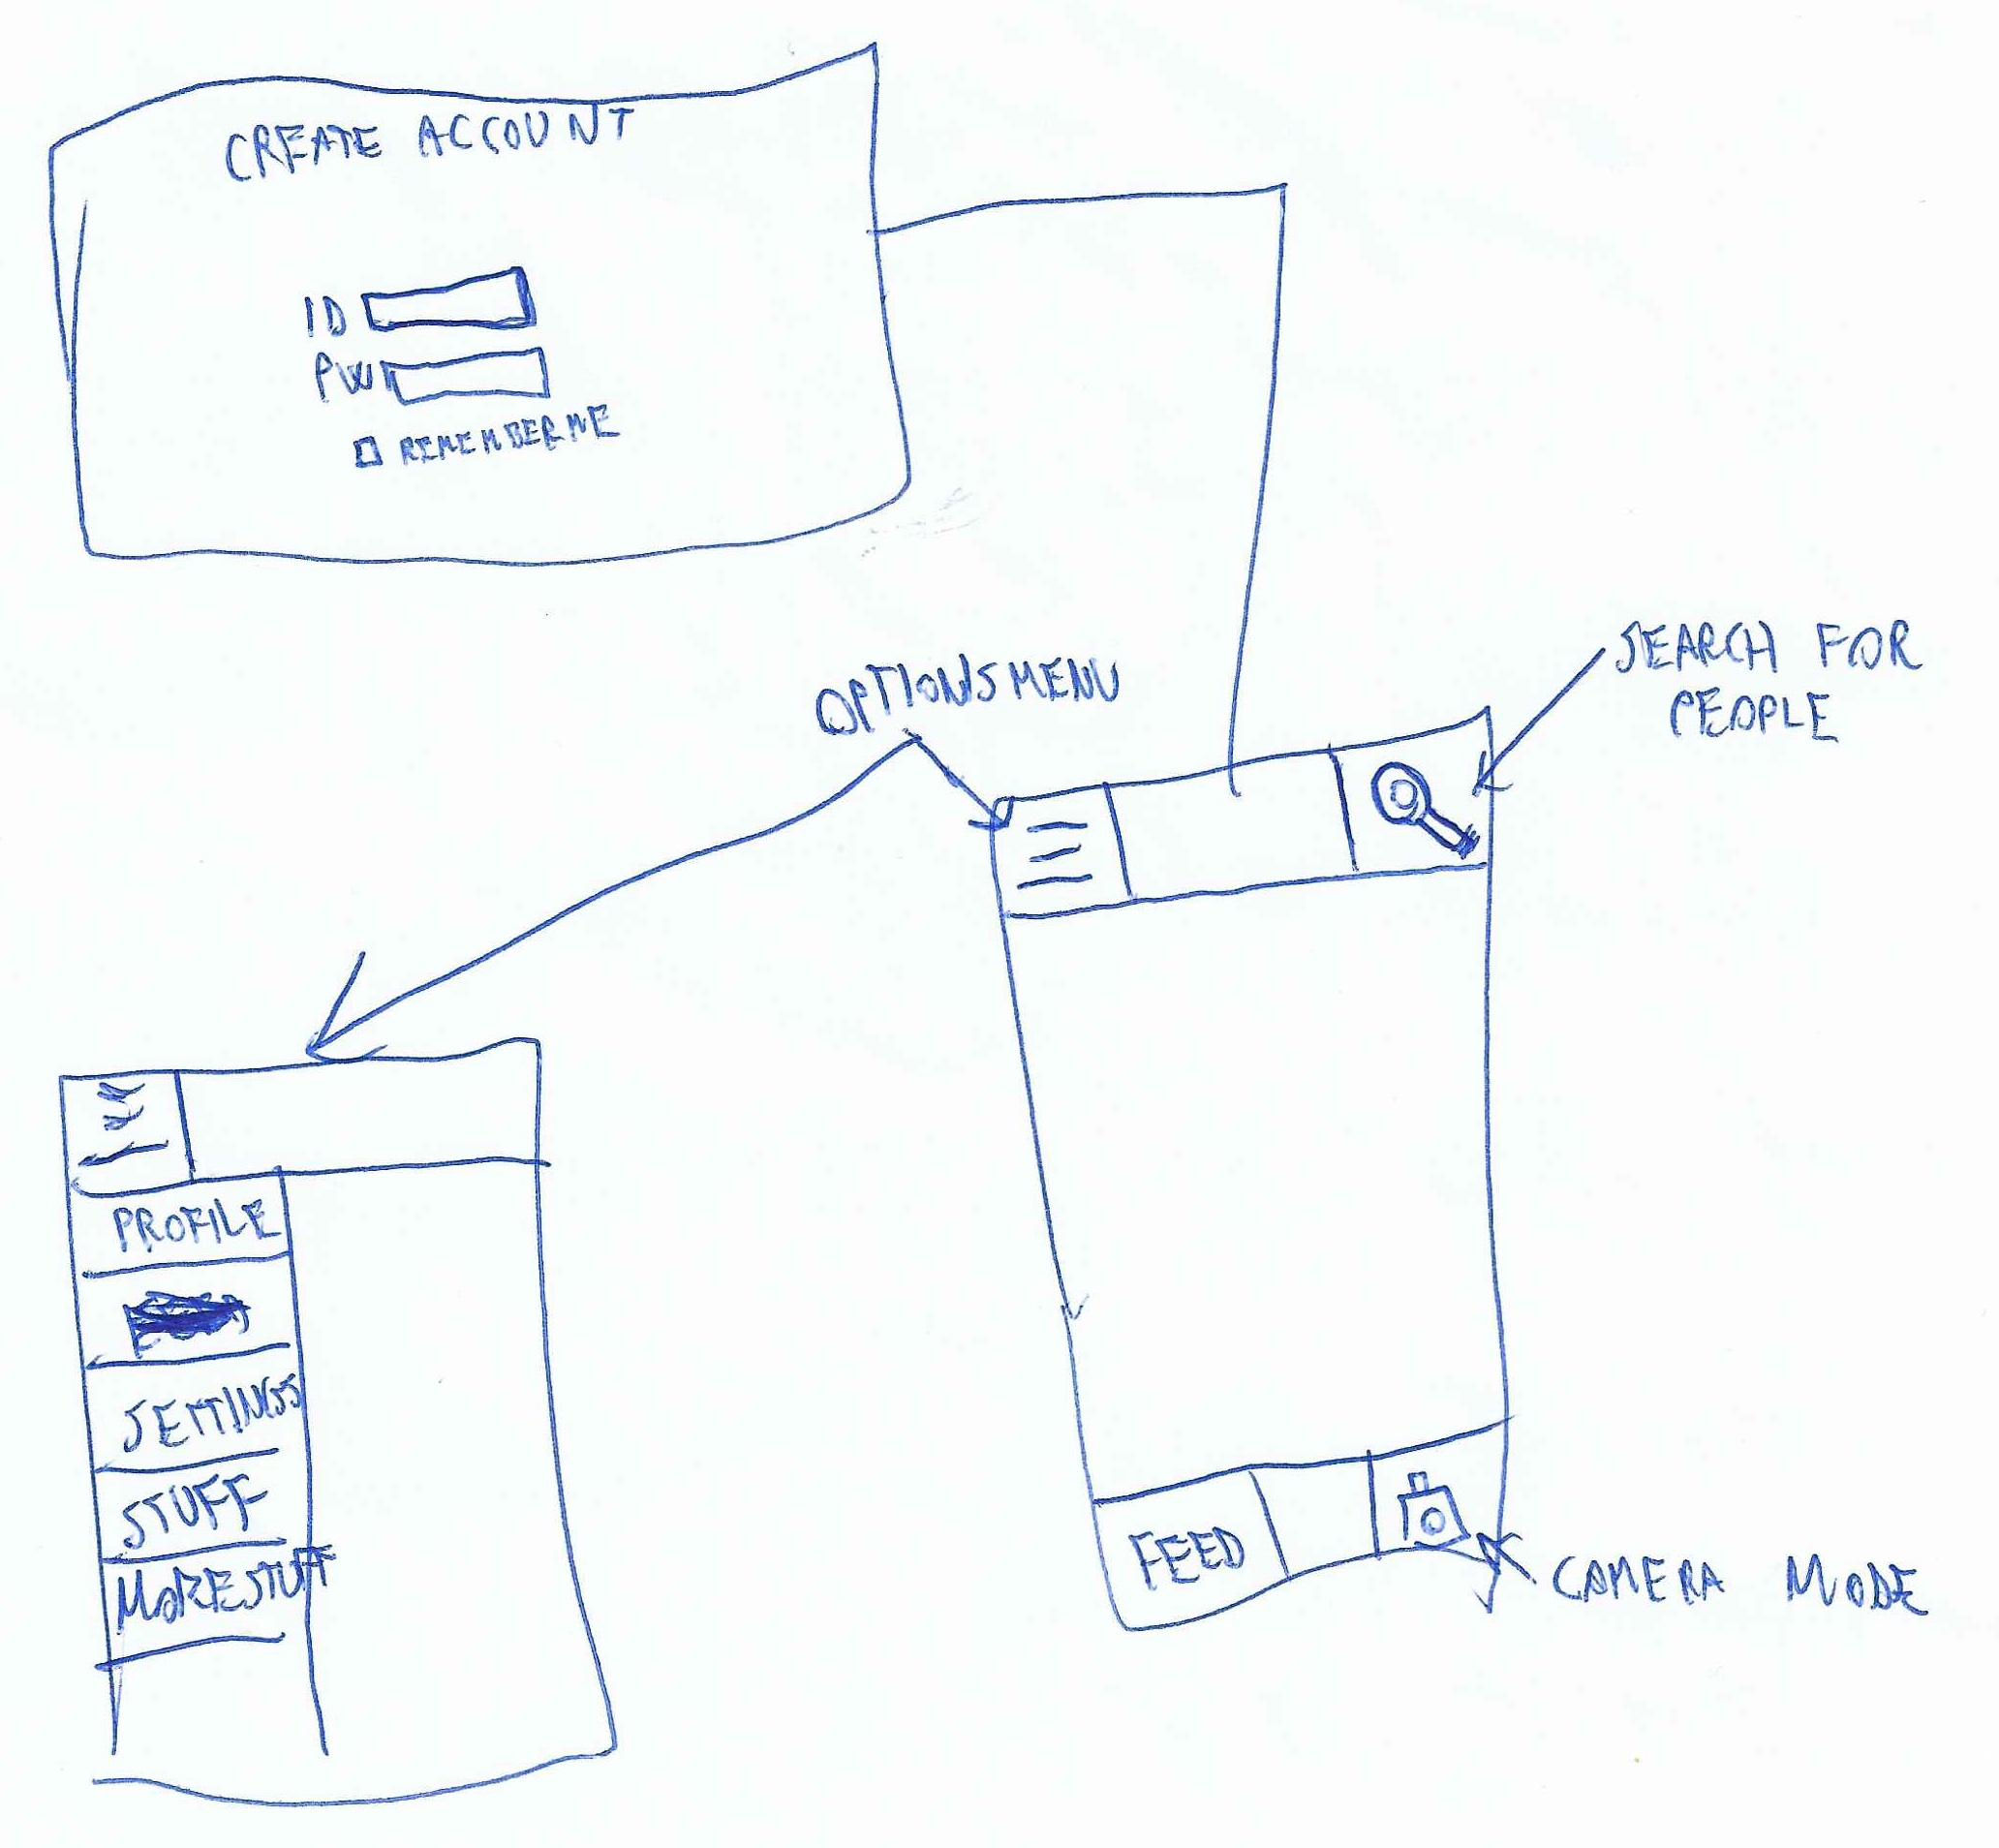 CREATE ACCOUNT
ID
PW
REMEMBER ME
OPTIONS MENU
SEARCH FOR
PEOPLE
PROFILE
SETTINGS
STUFF
MORE STUFF
FEED
CAMERA MODE